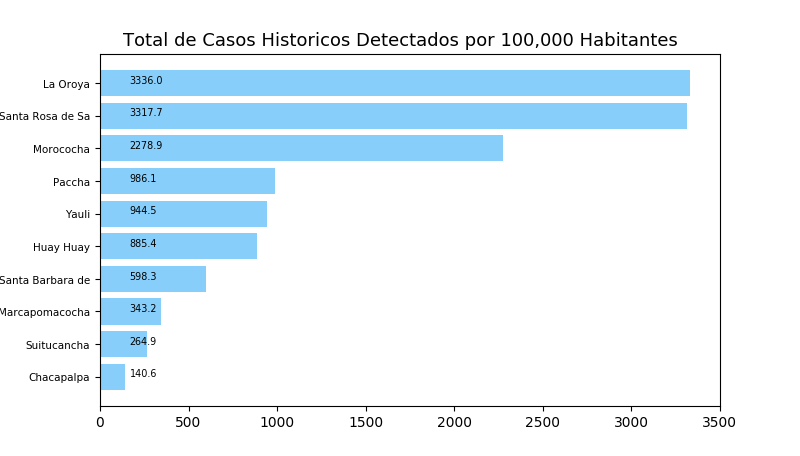 Total de Casos Historicos Detectados por 100,000 Habitantes
La Oroya 3336.0
Santa Rosa de Sa 3317.7
Morococha 2278.9
Paccha 986.1
Yauli 944.5
Huay Huay 885.4
Santa Barbara de 598.3
Marcapomacocha 343.2
Suitucancha 264.9
Chacapalpa 140.6
0 500 1000 1500 2000 2500 3000 3500